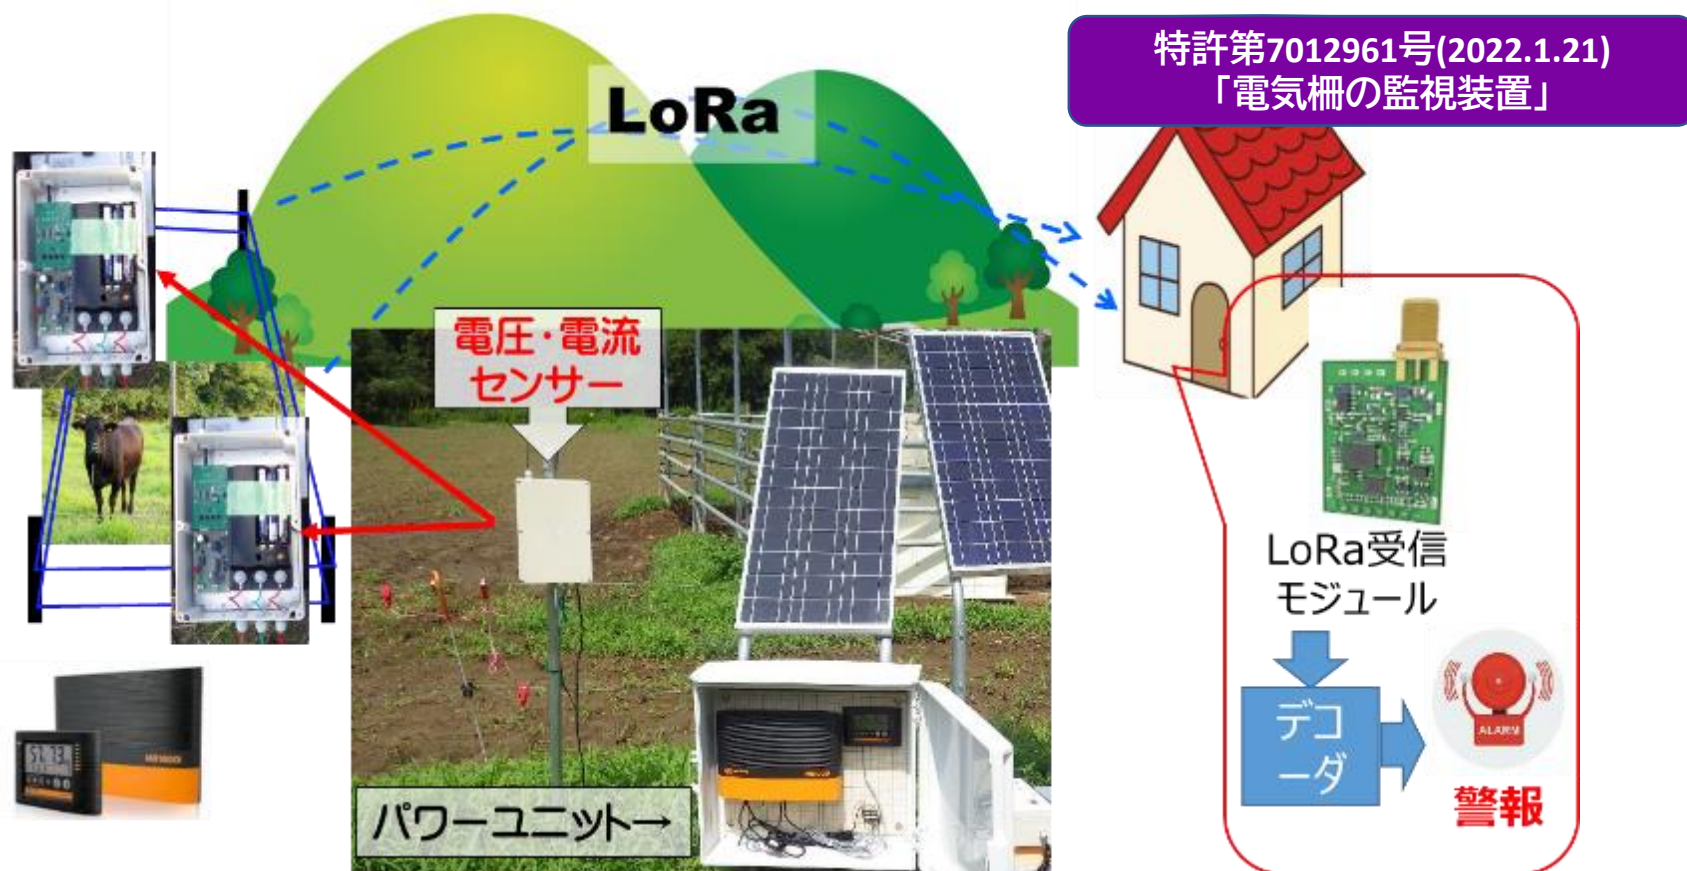 特許第7012961号(2022.1.21)
「電気柵の監視装置」
LoRa
電圧・電流
センサー
LoRa受信
モジュール
デコ
ーダ
ALARM
警報
パワーユニット→